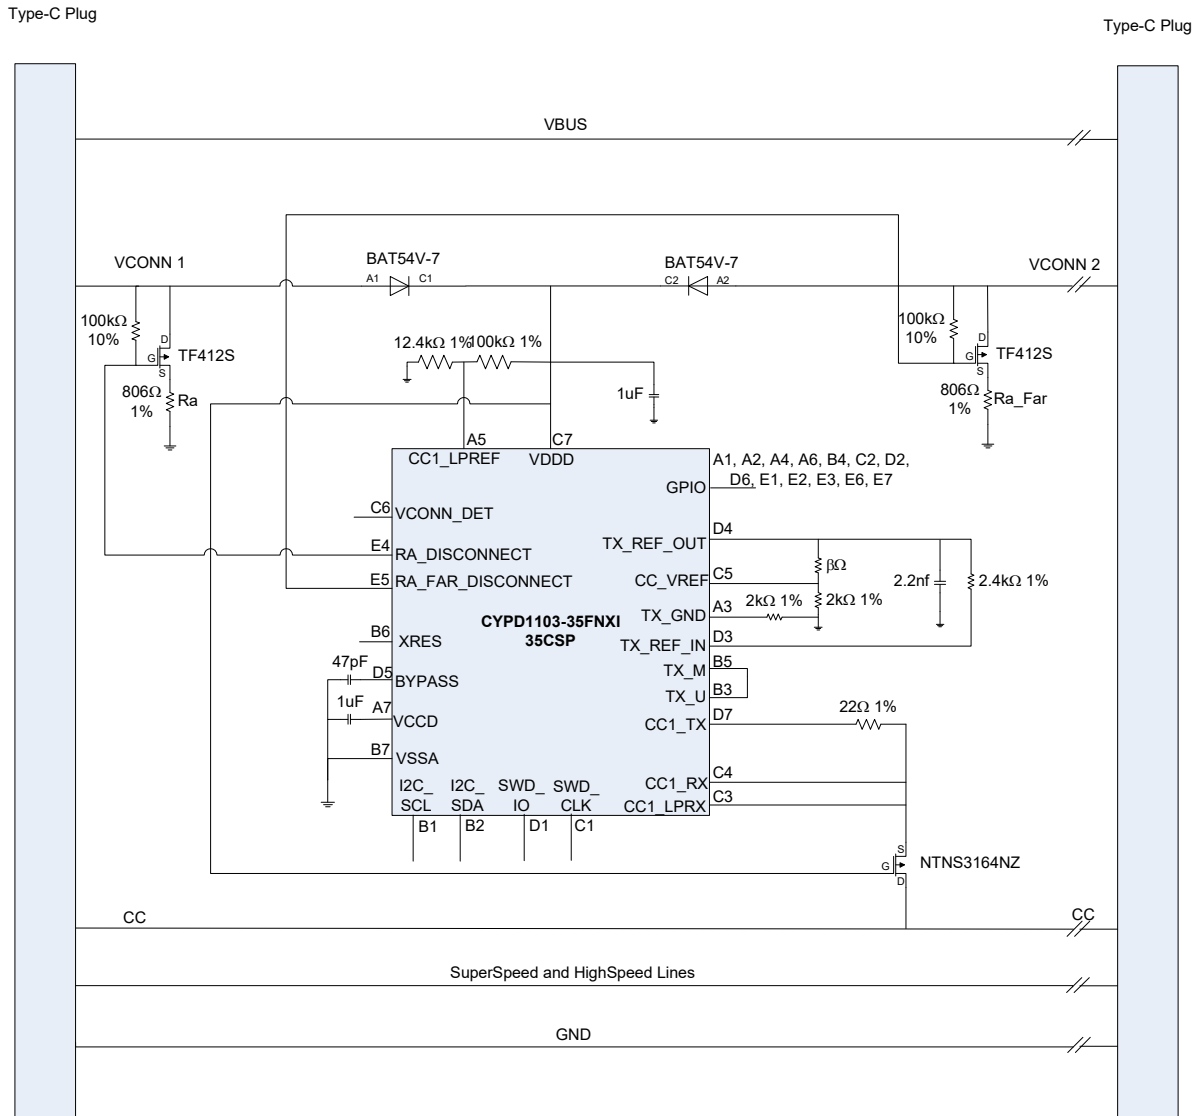 Type-C Plug
Type-C Plug
VBUS
VCONN 1
BAT54V-7
A1
C1
BAT54V-7
C2
A2
VCONN 2
100kΩ
10%
D
G
S
TF412S
806Ω
1%
Ra
12.4kΩ 1%
100kΩ 1%
1uF
100kΩ
10%
D
G
S
TF412S
806Ω
1%
Ra_Far
A5
C7
CC1_LPREF
VDDD
GPIO
A1, A2, A4, A6, B4, C2, D2,
D6, E1, E2, E3, E6, E7
C6
VCONN_DET
E4
RA_DISCONNECT
E5
RA_FAR_DISCONNECT
CYPD1103-35FNXI
35CSP
B6
XRES
47pF
D5
BYPASS
1uF
A7
VCCD
B7
VSSA
TX_REF_OUT
D4
CC_VREF
C5
TX_GND
A3
TX_REF_IN
D3
TX_M
B5
TX_U
B3
CC1_TX
D7
CC1_RX
C4
CC1_LPRX
C3
βΩ
2kΩ 1%
2kΩ 1%
2.2nf
2.4kΩ 1%
22Ω 1%
I2C_
SCL
I2C_
SDA
SWD_
IO
SWD_
CLK
B1
B2
D1
C1
S
G
D
NTNS3164NZ
CC
CC
SuperSpeed and HighSpeed Lines
GND